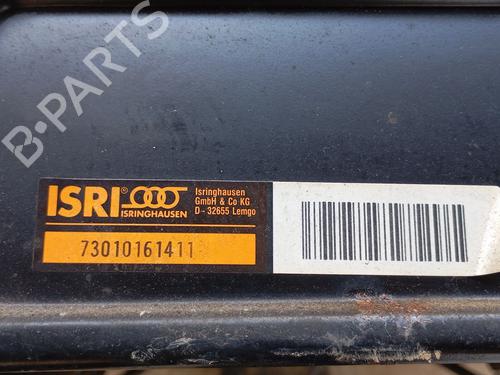 B-PARTS
ISRI®
ISRINGHAUSEN
Isringhausen
GmbH & Co KG
D - 32655 Lemgo
73010161411